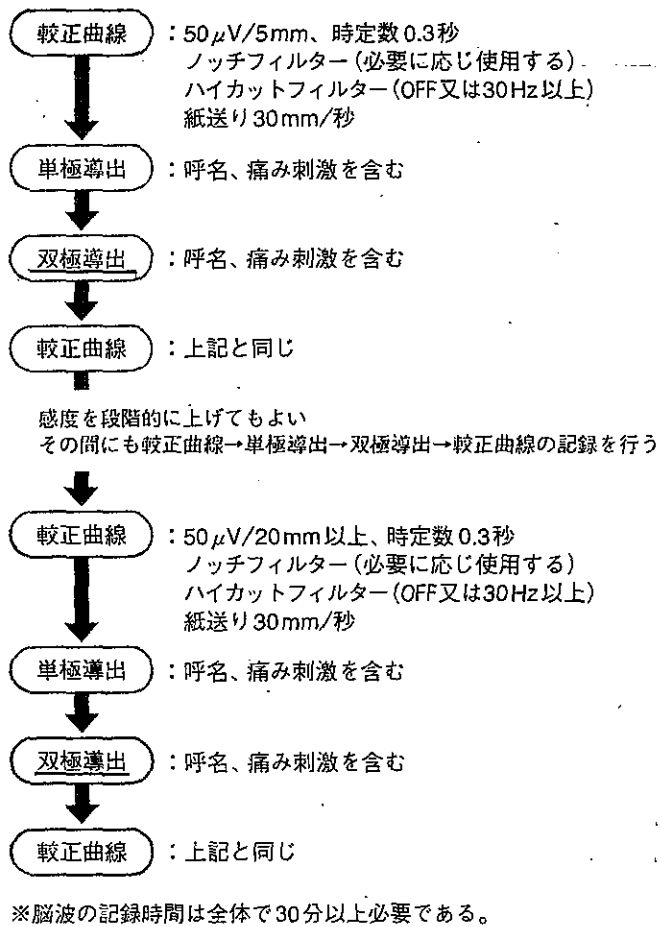 較正曲線：50μV/5mm、時定数0.3秒
ノッチフィルター（必要に応じ使用する）
ハイカットフィルター（OFF又は30Hz以上）
紙送り30mm/秒
単極導出：呼名、痛み刺激を含む
双極導出：呼名、痛み刺激を含む
較正曲線：上記と同じ
感度を段階的に上げてもよい
その間にも較正曲線→単極導出→双極導出→較正曲線の記録を行う
較正曲線：50μV/20mm以上、時定数0.3秒
ノッチフィルター（必要に応じ使用する）
ハイカットフィルター（OFF又は30Hz以上）
紙送り30mm/秒
単極導出：呼名、痛み刺激を含む
双極導出：呼名、痛み刺激を含む
較正曲線：上記と同じ
※脳波の記録時間は全体で30分以上必要である。